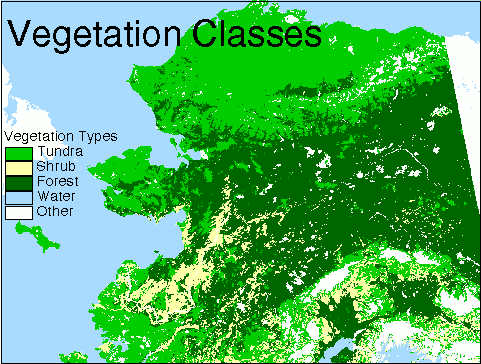 Vegetation Classes
Vegetation Types
Tundra
Shrub
Forest
Water
Other